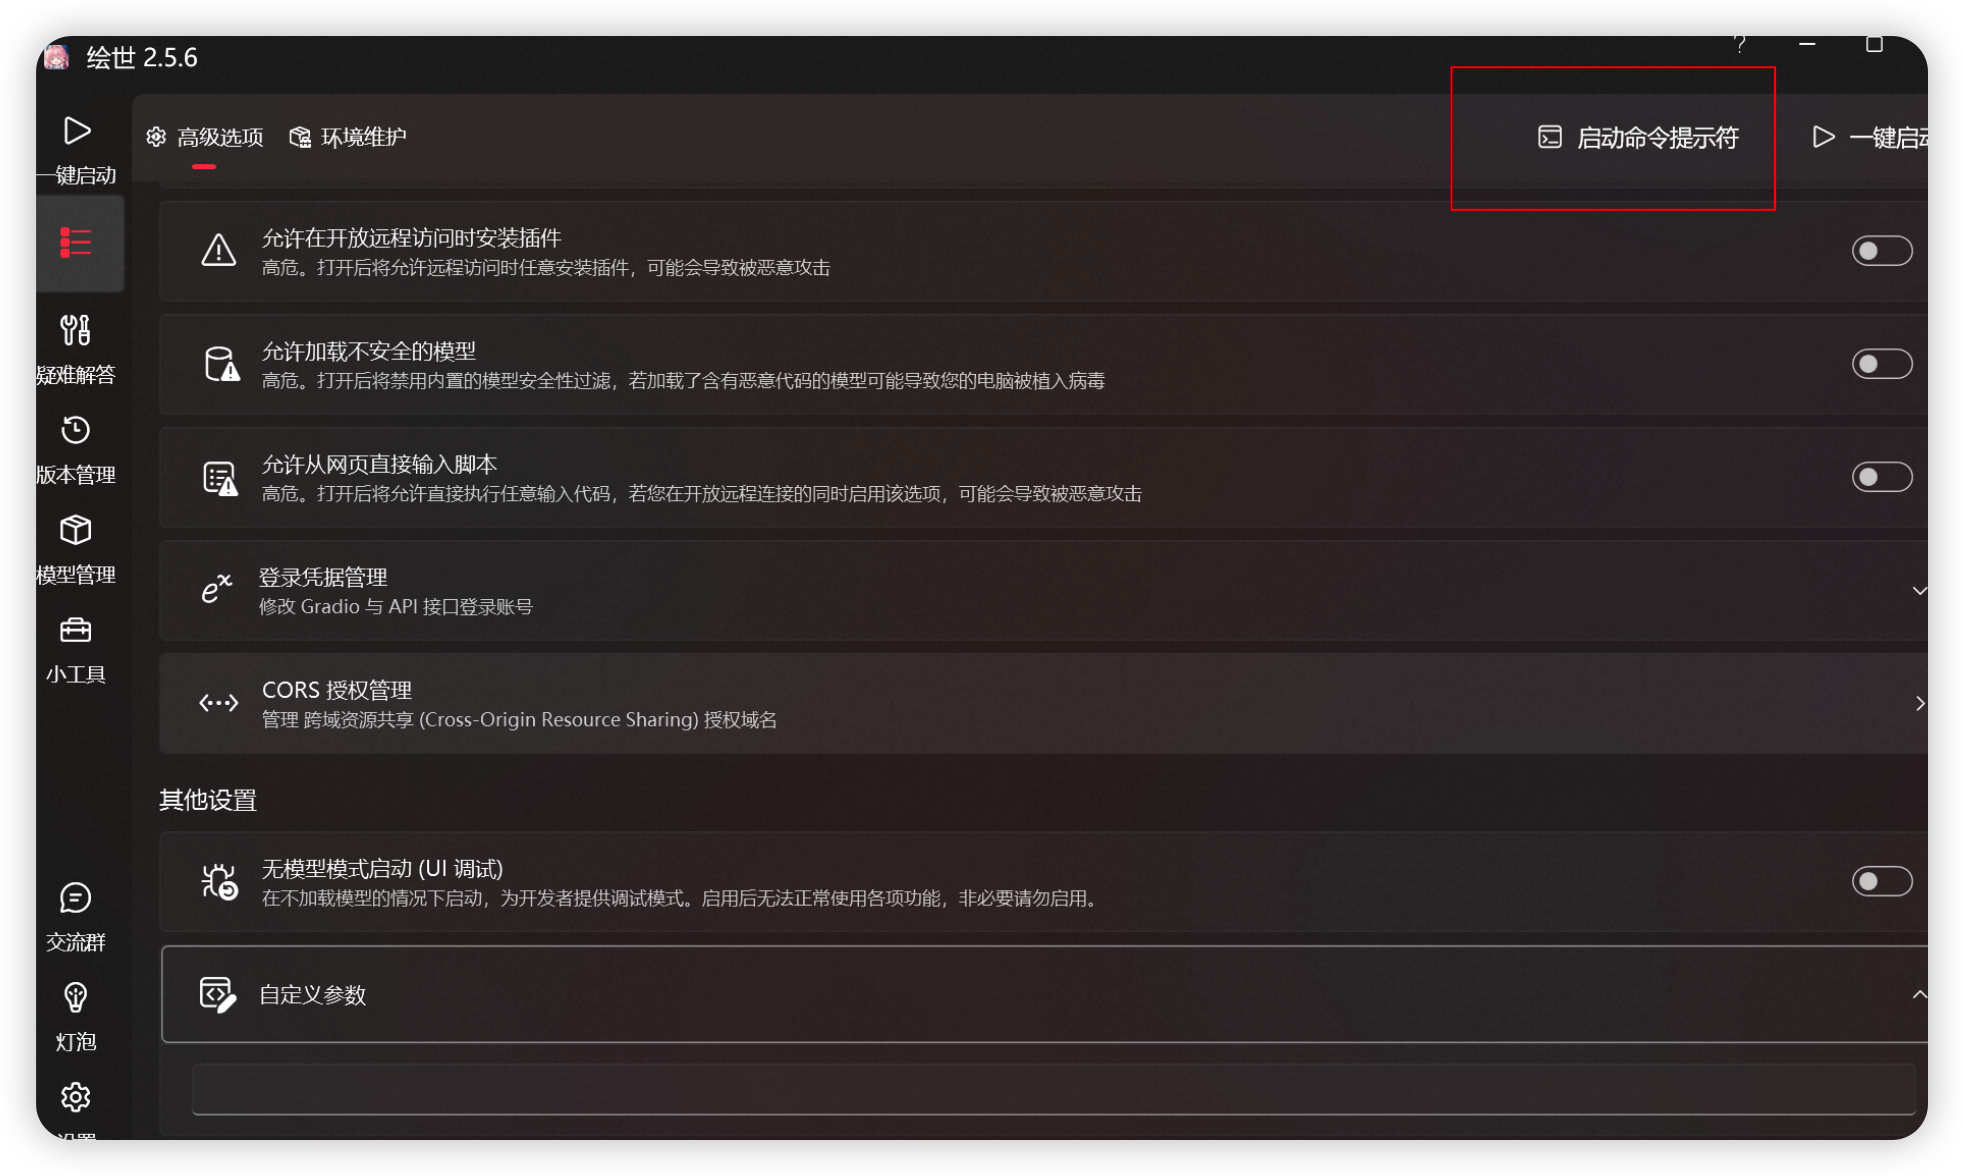 绘世 2.5.6
高级选项
环境维护
启动命令提示符
一键启动
一键启动
疑难解答
版本管理
模型管理
小工具
交流群
灯泡
设置
允许在开放远程访问时安装插件
高危。打开后将允许远程访问时任意安装插件，可能会导致被恶意攻击
允许加载不安全的模型
高危。打开后将禁用内置的模型安全性过滤，若加载了含有恶意代码的模型可能导致您的电脑被植入病毒
允许从网页直接输入脚本
高危。打开后将允许直接执行任意输入代码，若您在开放远程连接的同时启用该选项，可能会导致被恶意攻击
登录凭据管理
修改 Gradio 与 API 接口登录账号
CORS 授权管理
管理 跨域资源共享 (Cross-Origin Resource Sharing) 授权域名
其他设置
无模型模式启动 (UI 调试)
在不加载模型的情况下启动，为开发者提供调试模式。启用后无法正常使用各项功能，非必要请勿启用。
自定义参数